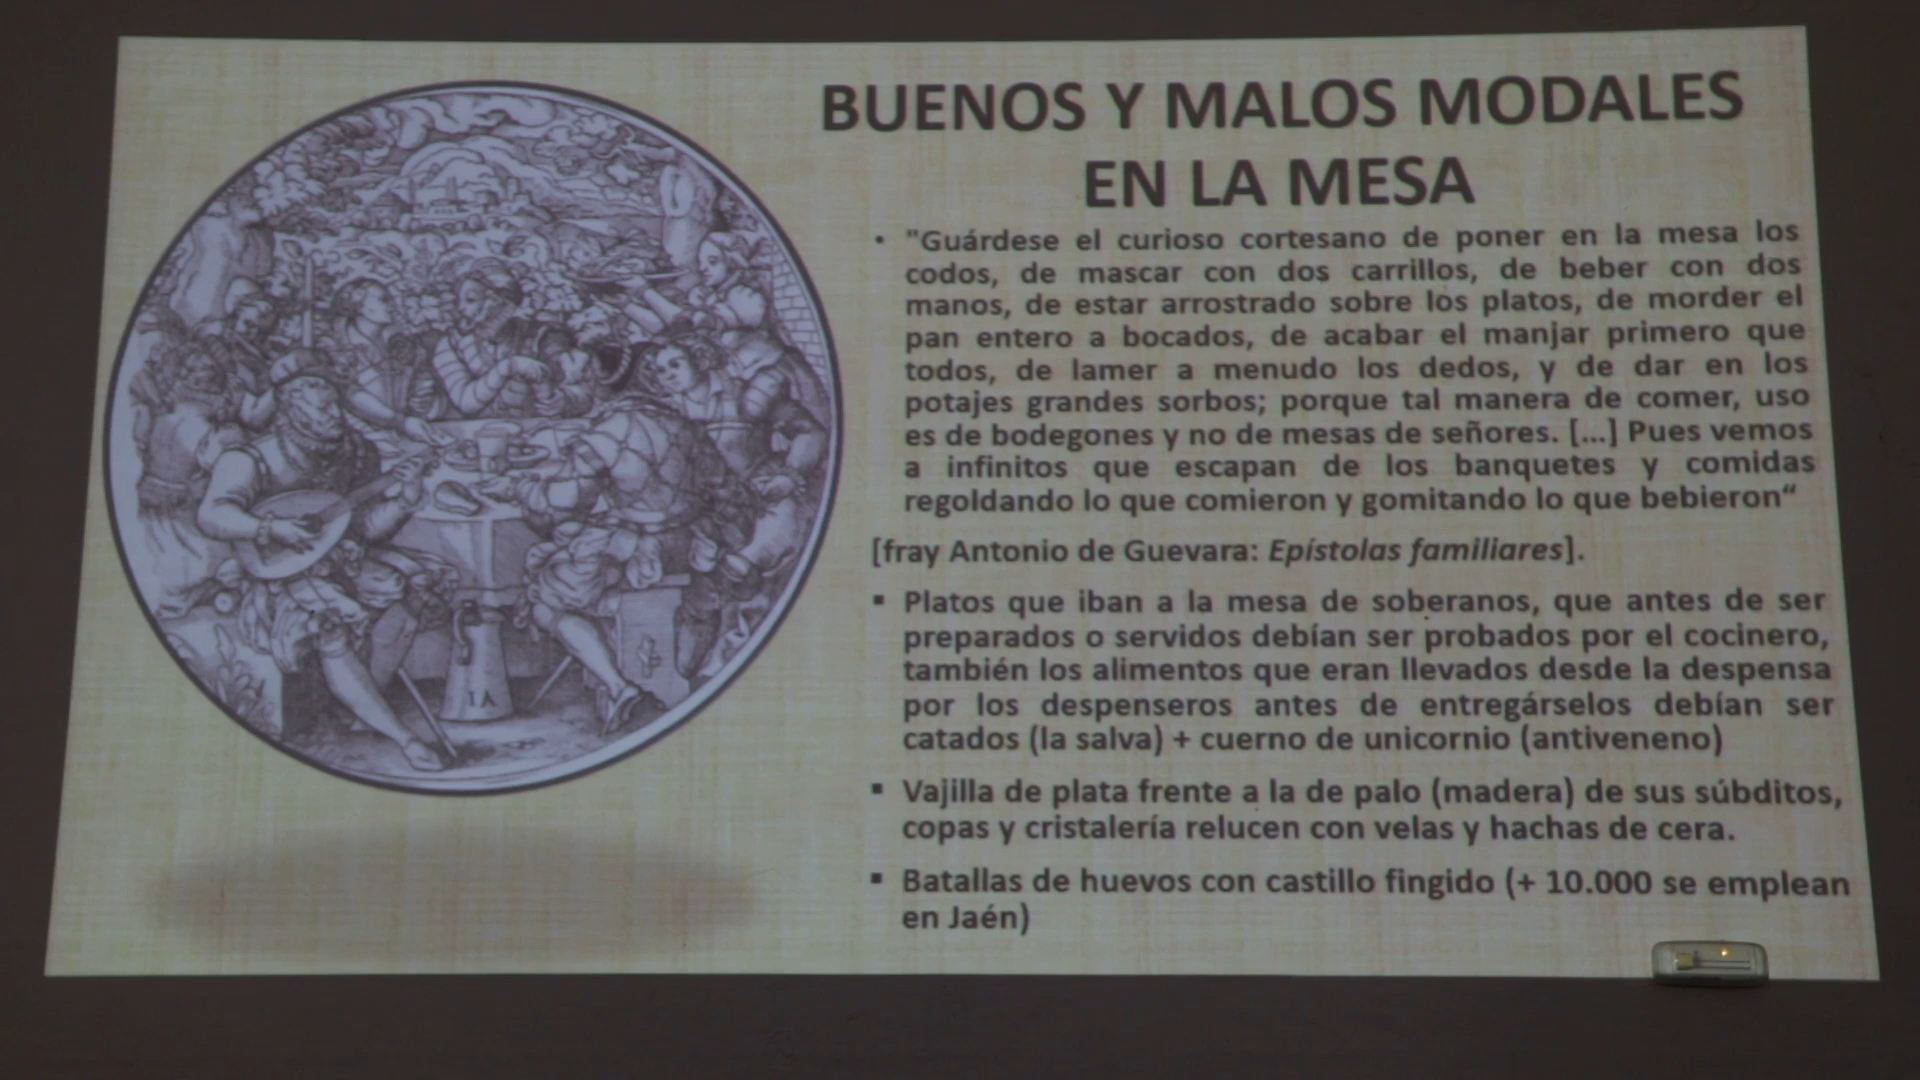 BUENOS Y MALOS MODALES
EN LA MESA
• "Guárdese el curioso cortesano de poner en la mesa los
codos, de mascar con dos carrillos, de beber con dos
manos, de estar arrostrado sobre los platos, de morder el
pan entero a bocados, de acabar el manjar primero que
todos, de lamer a menudo los dedos, y de dar en los
potajes grandes sorbos; porque tal manera de comer, uso
es de bodegones y no de mesas de señores. [...] Pues vemos
a infinitos que escapan de los banquetes y comidas
regoldando lo que comieron y gomitando lo que bebieron“
[fray Antonio de Guevara: Epístolas familiares].
▪ Platos que iban a la mesa de soberanos, que antes de ser
preparados o servidos debían ser probados por el cocinero,
también los alimentos que eran llevados desde la despensa
por los despenseros antes de entregárselos debían ser
catados (la salva) + cuerno de unicornio (antiveneno)
▪ Vajilla de plata frente a la de palo (madera) de sus súbditos,
copas y cristalería relucen con velas y hachas de cera.
▪ Batallas de huevos con castillo fingido (+ 10.000 se emplean
en Jaén)
IA